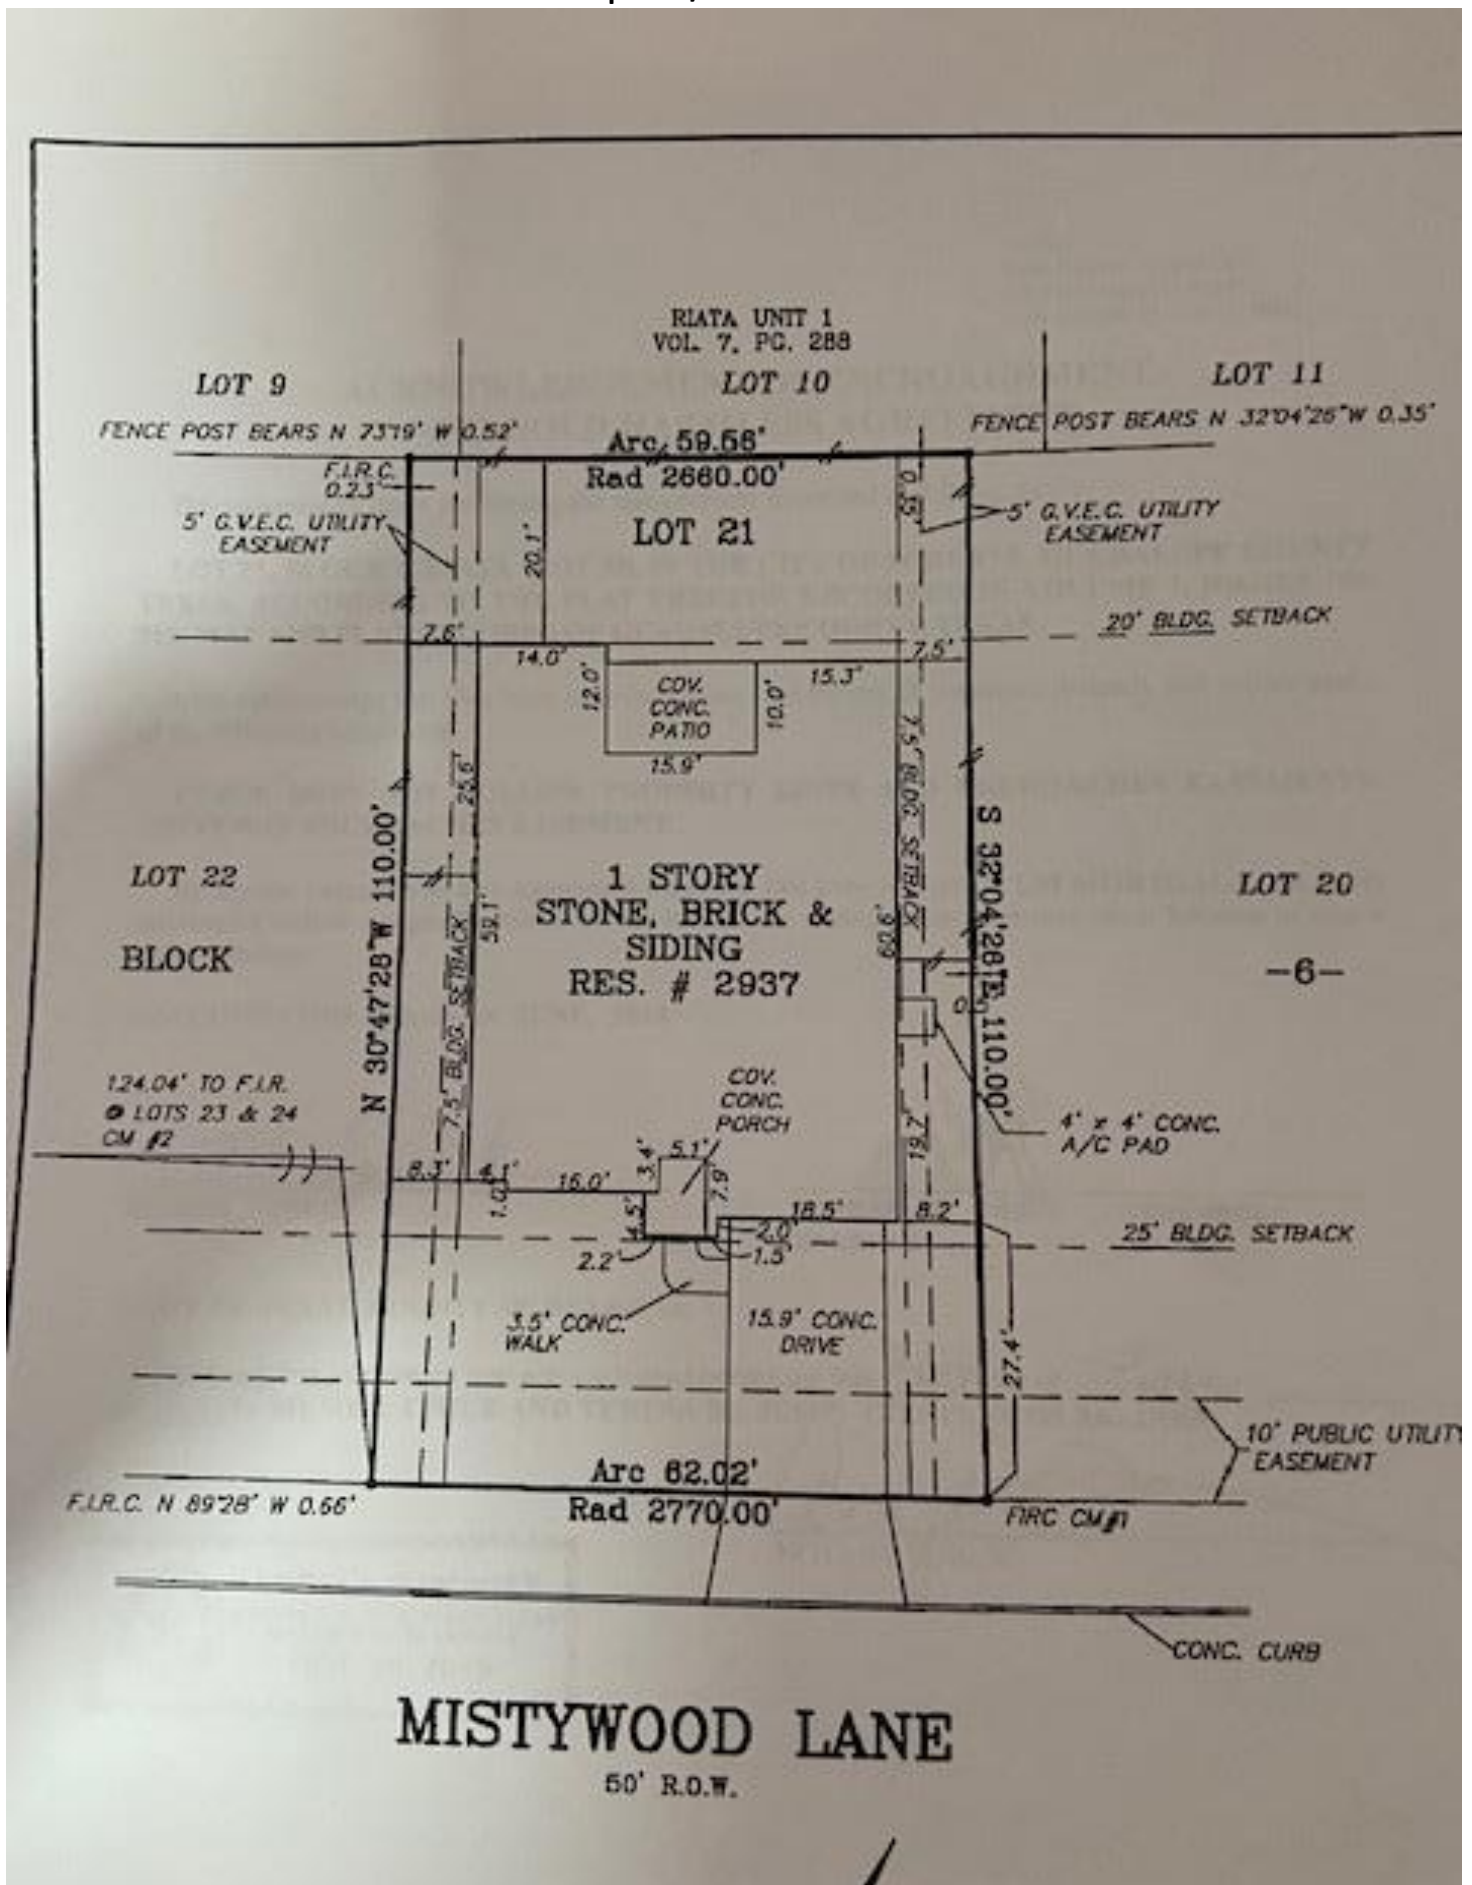 RIATA UNIT 1
VOL. 7, PG. 288
LOT 9
LOT 10
LOT 11
FENCE POST BEARS N 73°19' W 0.52'
FENCE POST BEARS N 32°04'26"W 0.35'
Arc 59.56'
Rad 2660.00'
F.I.R.C.
0.23'
5' G.V.E.C. UTILITY
EASEMENT
LOT 21
20.1'
5' G.V.E.C. UTILITY
EASEMENT
20' BLDG. SETBACK
7.6'
14.0'
12.0'
COV.
CONC.
PATIO
10.0'
15.3'
7.5'
15.9'
25.6'
7.5' BLDG SETBACK
N 30°47'28"W 110.00'
S 32°04'26"E 110.00'
59.1'
60.6'
LOT 22
BLOCK
1 STORY
STONE, BRICK &
SIDING
RES. # 2937
LOT 20
-6-
7.5' BLDG. SETBACK
124.04' TO F.I.R.
@ LOTS 23 & 24
CM #2
COV.
CONC.
PORCH
19.7'
4' x 4' CONC.
A/C PAD
8.3'
4.1'
1.0'
16.0'
3.4'
5.1'
7.9'
4.5'
18.5'
8.2'
2.0'
1.5'
2.2'
25' BLDG. SETBACK
3.5' CONC.
WALK
15.9' CONC.
DRIVE
27.4'
10' PUBLIC UTILITY
EASEMENT
Arc 62.02'
Rad 2770.00'
F.I.R.C. N 89°28' W 0.66'
FIRC CM#1
CONC. CURB
MISTYWOOD LANE
50' R.O.W.